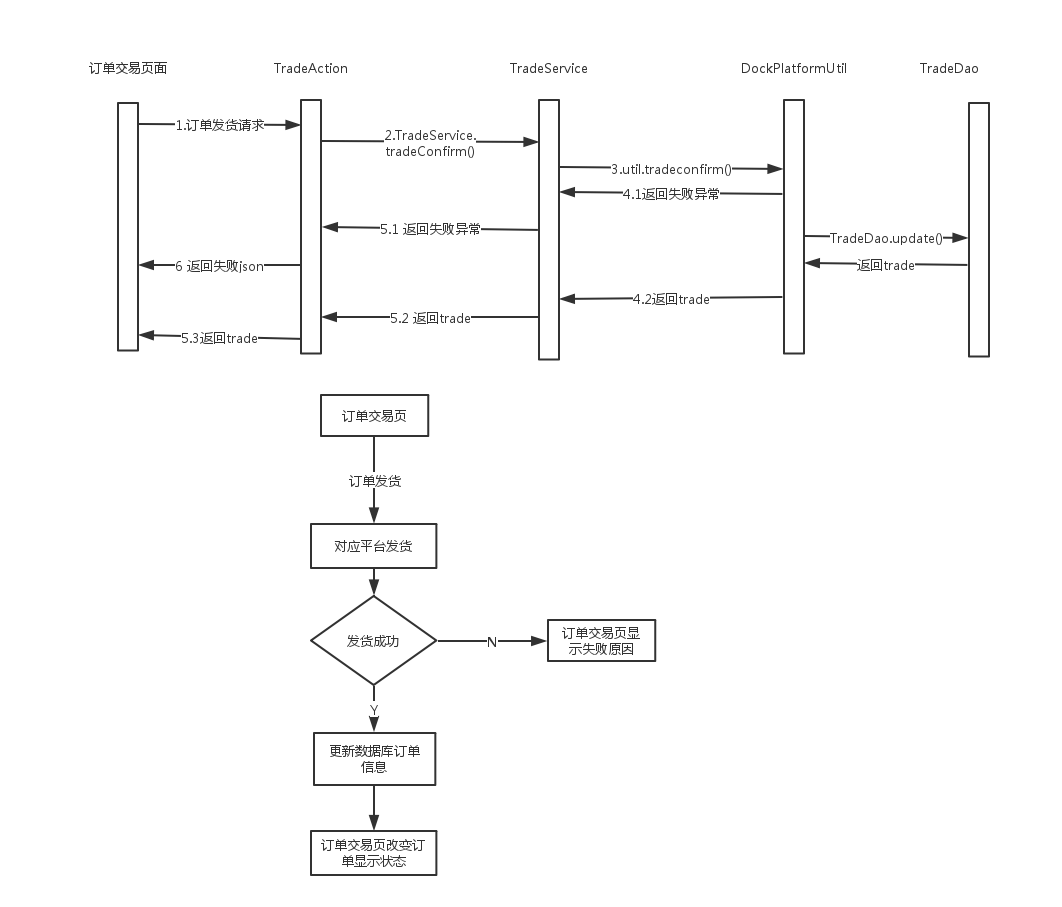 订单交易页面
TradeAction
TradeService
DockPlatformUtil
TradeDao
1.订单发货请求
2.TradeService.
tradeConfirm()
3.util.tradeconfirm()
4.1返回失败异常
5.1 返回失败异常
TradeDao.update()
6 返回失败json
返回trade
4.2返回trade
5.2 返回trade
5.3返回trade
订单交易页
订单发货
对应平台发货
发货成功
N
订单交易页显
示失败原因
Y
更新数据库订单
信息
订单交易页改变订
单显示状态